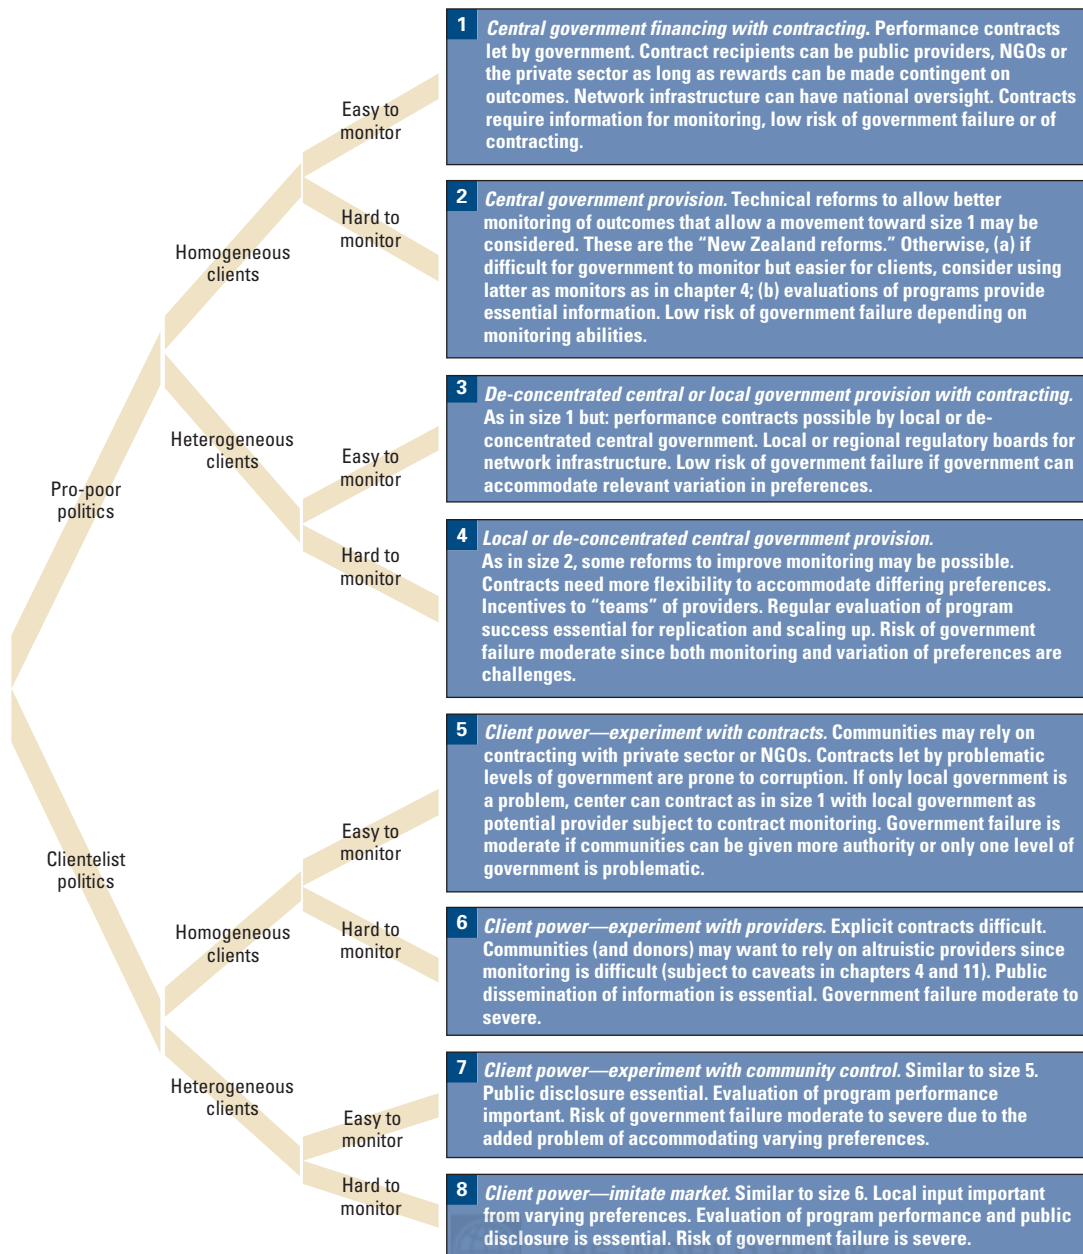 1 Central government financing with contracting. Performance contracts
let by government. Contract recipients can be public providers, NGOs or
the private sector as long as rewards can be made contingent on
outcomes. Network infrastructure can have national oversight. Contracts
require information for monitoring, low risk of government failure or of
contracting.
Easy to
monitor
2 Central government provision. Technical reforms to allow better
monitoring of outcomes that allow a movement toward size 1 may be
considered. These are the “New Zealand reforms.” Otherwise, (a) if
difficult for government to monitor but easier for clients, consider using
latter as monitors as in chapter 4; (b) evaluations of programs provide
essential information. Low risk of government failure depending on
monitoring abilities.
Hard to
monitor
Homogeneous
clients
3 De-concentrated central or local government provision with contracting.
As in size 1 but: performance contracts possible by local or de-
concentrated central government. Local or regional regulatory boards for
network infrastructure. Low risk of government failure if government can
accommodate relevant variation in preferences.
Heterogeneous
clients
Easy to
monitor
Pro-poor
politics
4 Local or de-concentrated central government provision.
As in size 2, some reforms to improve monitoring may be possible.
Contracts need more flexibility to accommodate differing preferences.
Incentives to “teams” of providers. Regular evaluation of program
success essential for replication and scaling up. Risk of government
failure moderate since both monitoring and variation of preferences are
challenges.
Hard to
monitor
5 Client power—experiment with contracts. Communities may rely on
contracting with private sector or NGOs. Contracts let by problematic
levels of government are prone to corruption. If only local government is
a problem, center can contract as in size 1 with local government as
potential provider subject to contract monitoring. Government failure is
moderate if communities can be given more authority or only one level of
government is problematic.
Easy to
monitor
Clientelist
politics
6 Client power—experiment with providers. Explicit contracts difficult.
Communities (and donors) may want to rely on altruistic providers since
monitoring is difficult (subject to caveats in chapters 4 and 11). Public
dissemination of information is essential. Government failure moderate to
severe.
Homogeneous
clients
Hard to
monitor
7 Client power—experiment with community control. Similar to size 5.
Public disclosure essential. Evaluation of program performance
important. Risk of government failure moderate to severe due to the
added problem of accommodating varying preferences.
Heterogeneous
clients
Easy to
monitor
8 Client power—imitate market. Similar to size 6. Local input important
from varying preferences. Evaluation of program performance and public
disclosure is essential. Risk of government failure is severe.
Hard to
monitor
THE WORLD BANK